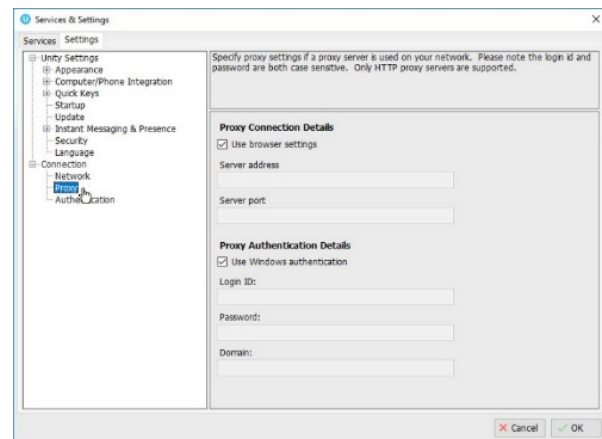 Services & Settings
Services Settings
Unity Settings
Appearance
Computer/Phone Integration
Quick Keys
Startup
Update
Instant Messaging & Presence
Security
Language
Connection
Network
Proxy
Authentication
Specify proxy settings if a proxy server is used on your network. Please note the login id and
password are both case sensitive. Only HTTP proxy servers are supported.
Proxy Connection Details
Use browser settings
Server address
Server port
Proxy Authentication Details
Use Windows authentication
Login ID:
Password:
Domain:
Cancel OK